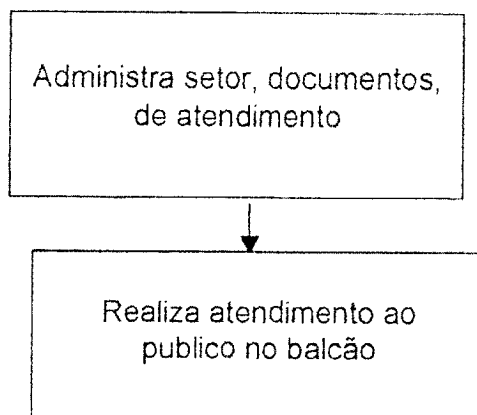 Administra setor, documentos,
de atendimento
Realiza atendimento ao
publico no balcão